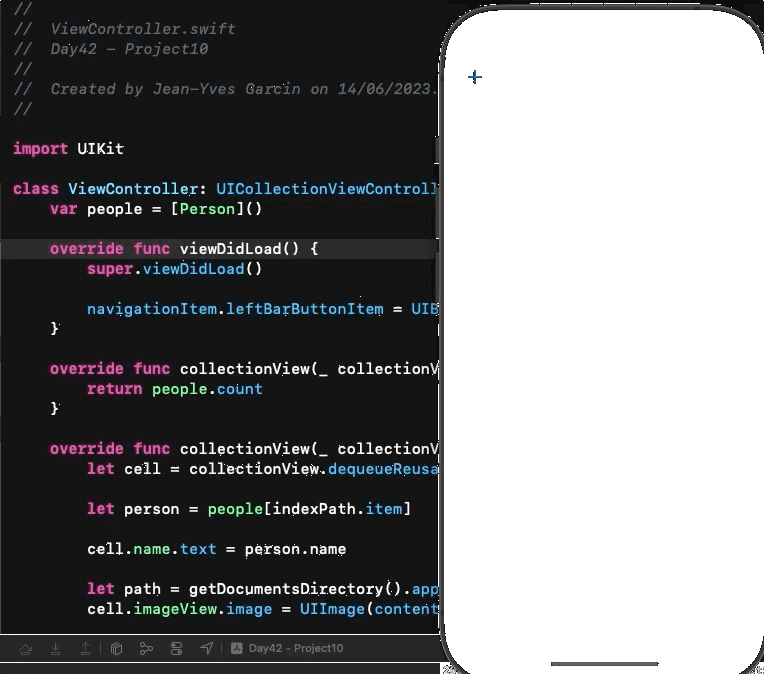 //
//  ViewController.swift
//  Day42 – Project10
//
//  Created by Jean-Yves Garcin on 14/06/2023.
//
import UIKit
class ViewController: UICollectionViewControll
    var people = [Person]()
    override func viewDidLoad() {
        super.viewDidLoad()
        navigationItem.leftBarButtonItem = UIB
    }
    override func collectionView(_ collectionV
        return people.count
    }
    override func collectionView(_ collectionV
        let cell = collectionView.dequeueReusa
        let person = people[indexPath.item]
        cell.name.text = person.name
        let path = getDocumentsDirectory().app
        cell.imageView.image = UIImage(content
Day42 – Project10
+